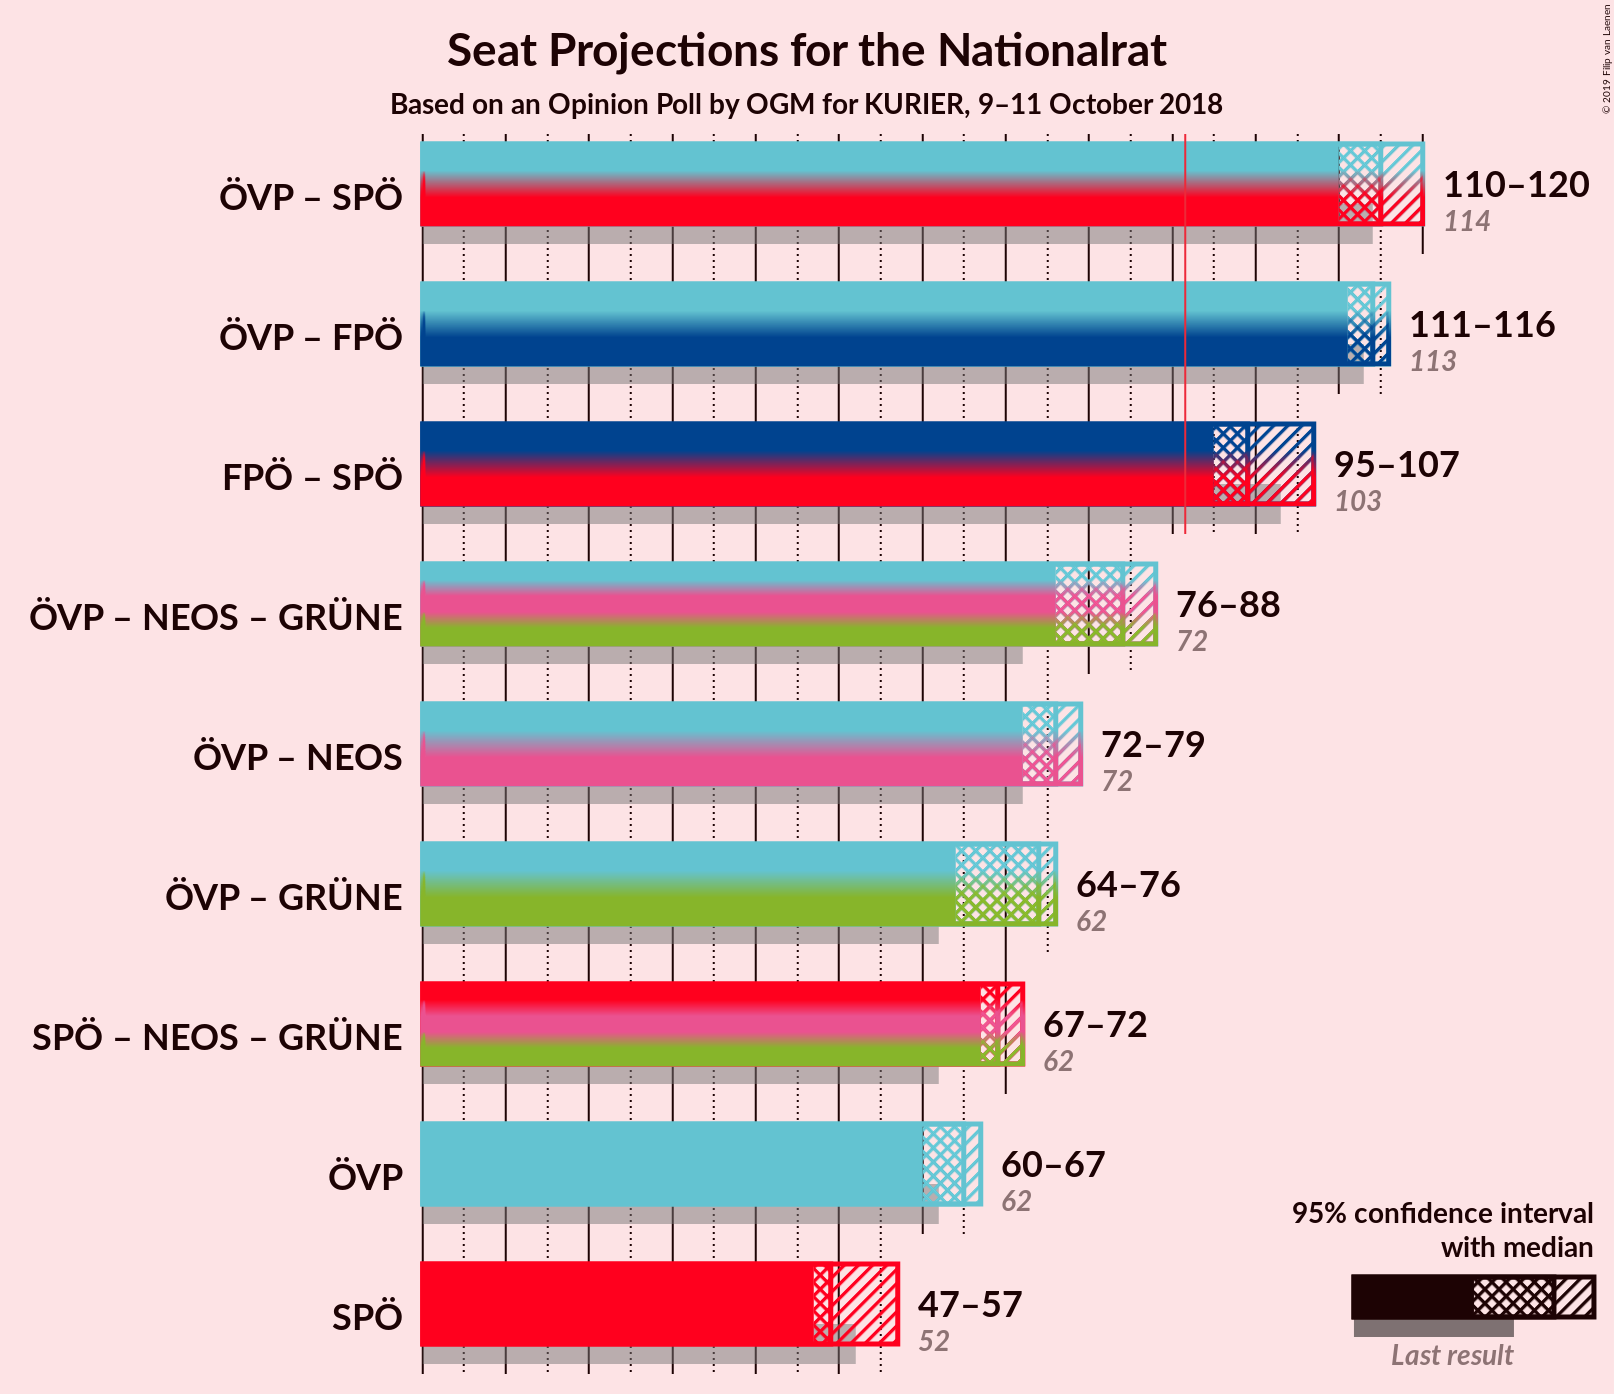 Seat Projections for the Nationalrat
Based on an Opinion Poll by OGM for KURIER, 9–11 October 2018
© 2019 Filip van Laenen
ÖVP – SPÖ
110–120
114
ÖVP – FPÖ
111–116
113
FPÖ – SPÖ
95–107
103
ÖVP – NEOS – GRÜNE
76–88
72
ÖVP – NEOS
72–79
72
ÖVP – GRÜNE
64–76
62
SPÖ – NEOS – GRÜNE
67–72
62
ÖVP
60–67
62
SPÖ
47–57
52
95% confidence interval
with median
Last result